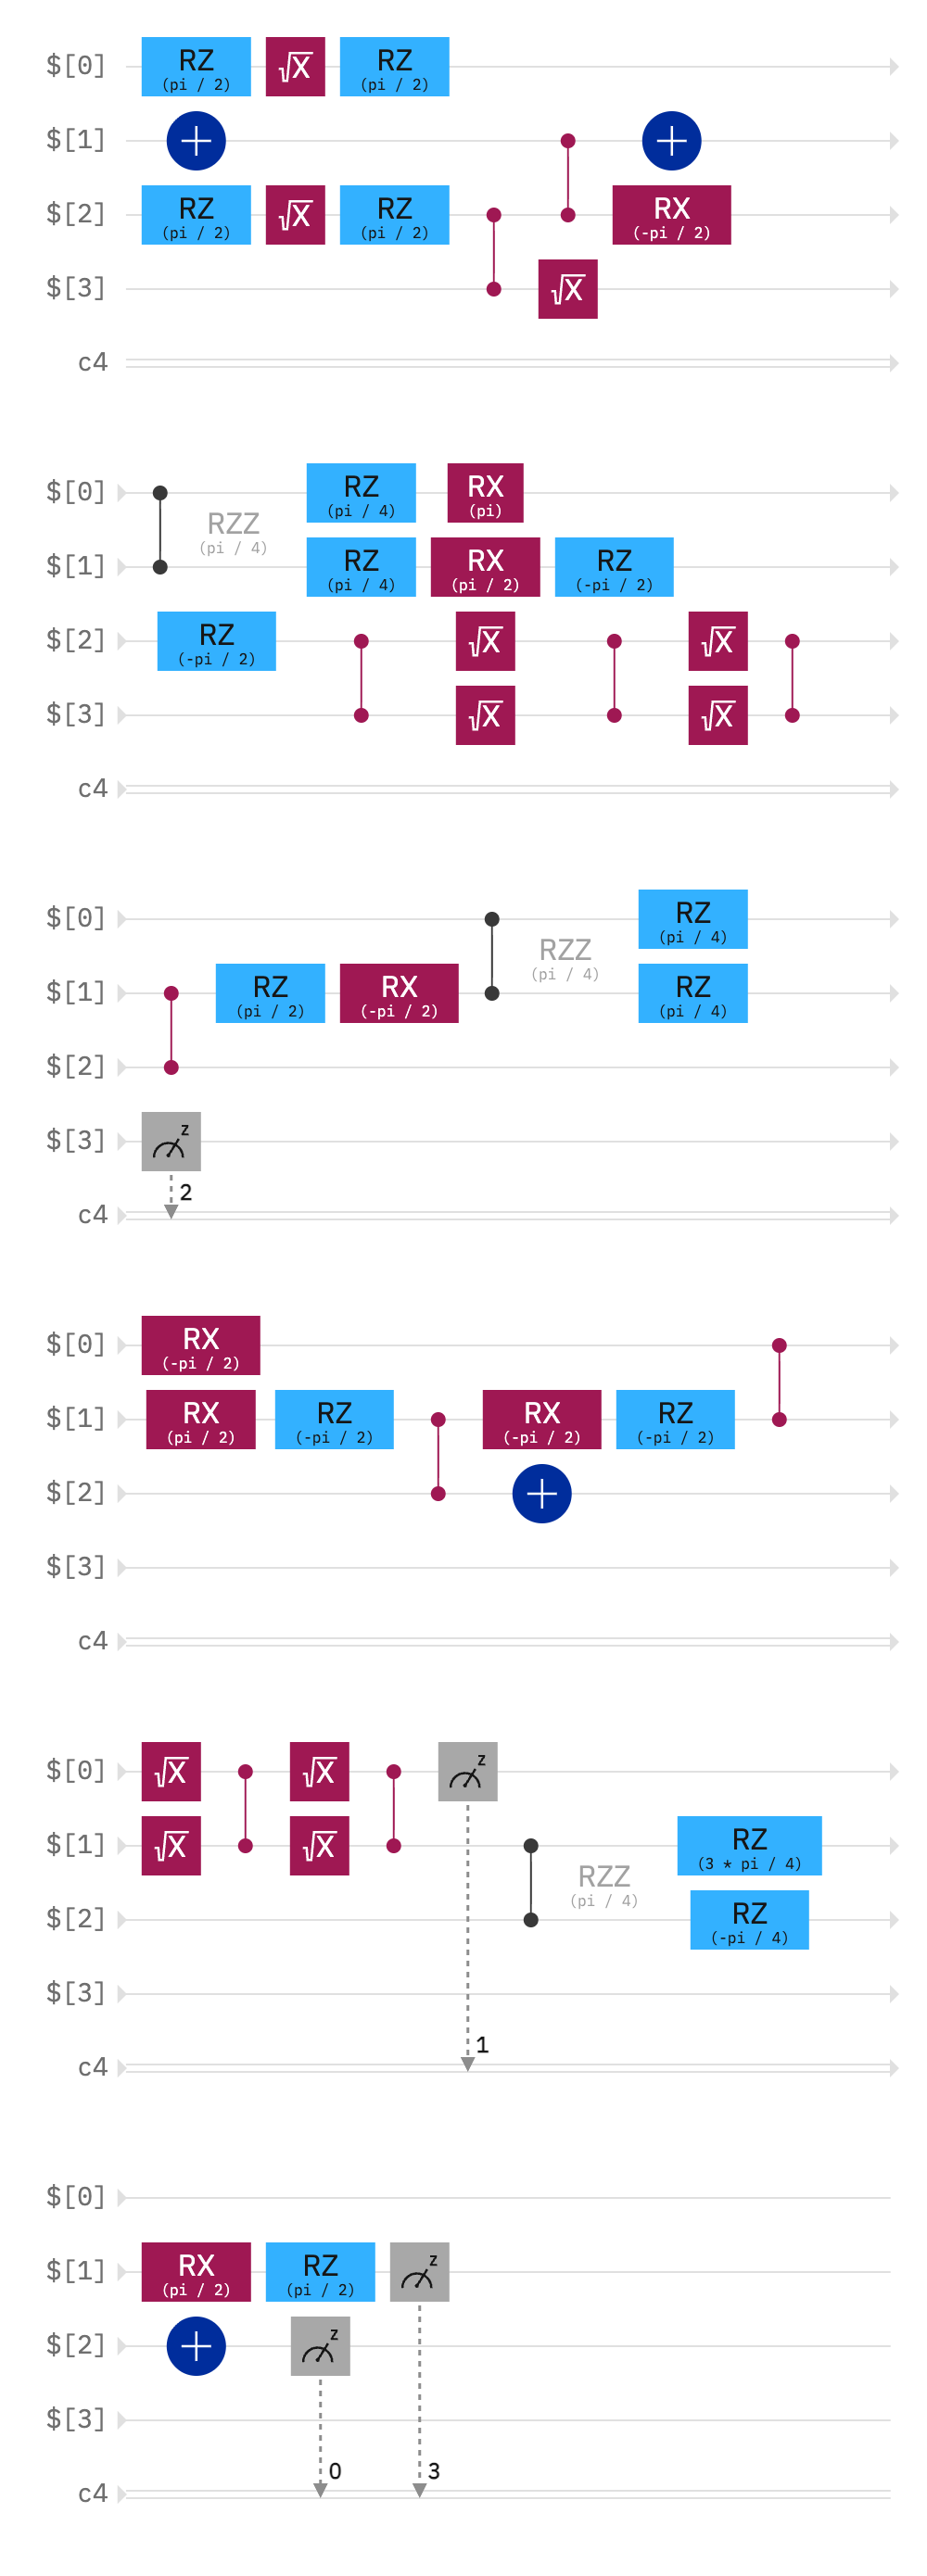 $[0] RZ √X RZ
(pi / 2) (pi / 2)
$[1]
$[2] RZ √X RZ RX
(pi / 2) (pi / 2) (-pi / 2)
$[3] √X
c4
$[0] RZ RX
(pi / 4) (pi)
RZZ
(pi / 4)
$[1] RZ RX RZ
(pi / 4) (pi / 2) (-pi / 2)
$[2] RZ √X √X
(-pi / 2)
$[3] √X √X
c4
$[0] RZ
(pi / 4)
RZZ
(pi / 4)
$[1] RZ RX RZ
(pi / 2) (-pi / 2) (pi / 4)
$[2]
$[3] z
2
c4
$[0] RX
(-pi / 2)
$[1] RX RZ RX RZ
(pi / 2) (-pi / 2) (-pi / 2) (-pi / 2)
$[2]
$[3]
c4
$[0] √X √X z
$[1] √X √X RZ
(3 * pi / 4)
RZZ
(pi / 4)
$[2] RZ
(-pi / 4)
$[3]
1
c4
$[0]
$[1] RX RZ z
(pi / 2) (pi / 2)
$[2] z
$[3]
0 3
c4